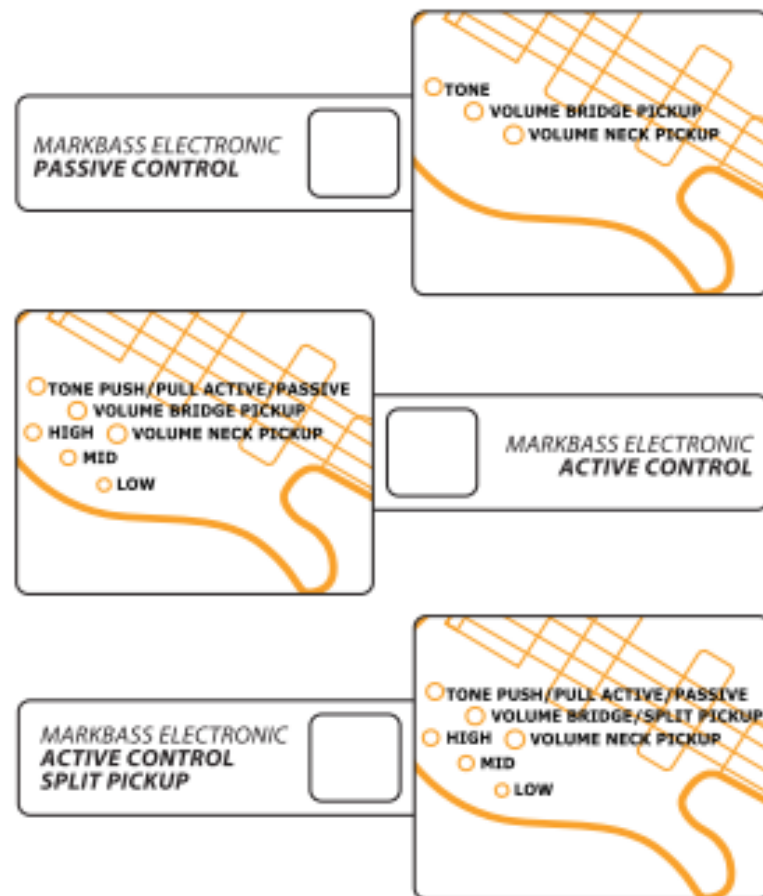 MARKBASS ELECTRONIC
PASSIVE CONTROL
TONE
VOLUME BRIDGE PICKUP
VOLUME NECK PICKUP
TONE PUSH/PULL ACTIVE/PASSIVE
VOLUME BRIDGE PICKUP
HIGH VOLUME NECK PICKUP
MID
LOW
MARKBASS ELECTRONIC
ACTIVE CONTROL
MARKBASS ELECTRONIC
ACTIVE CONTROL
SPLIT PICKUP
TONE PUSH/PULL ACTIVE/PASSIVE
VOLUME BRIDGE/SPLIT PICKUP
HIGH VOLUME NECK PICKUP
MID
LOW